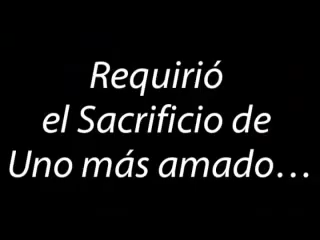 Requirió
el Sacrificio de
Uno más amado…